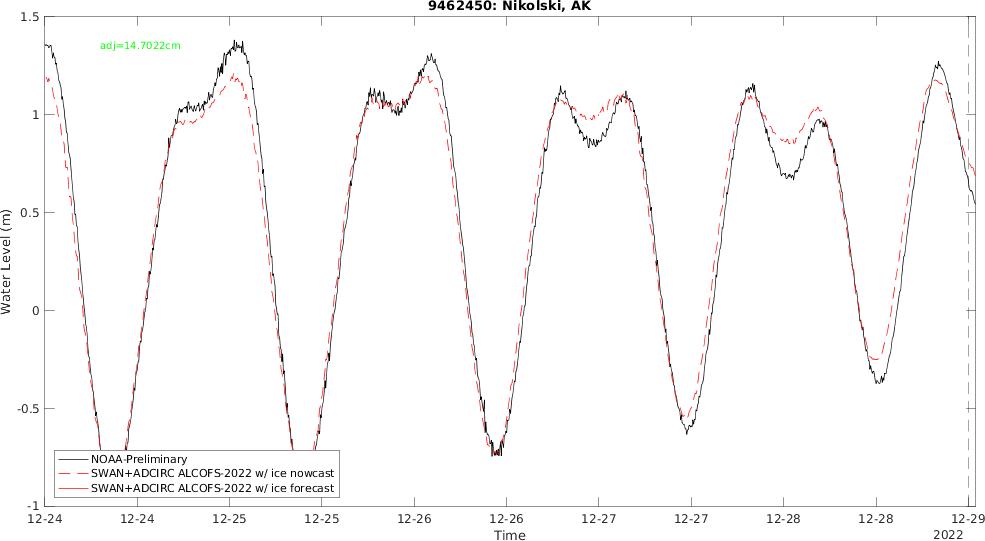 9462450: Nikolski, AK
adj=14.7022cm
1.5
1
0.5
0
-0.5
-1
Water Level (m)
NOAA-Preliminary
SWAN+ADCIRC ALCOFS-2022 w/ ice nowcast
SWAN+ADCIRC ALCOFS-2022 w/ ice forecast
12-24 12-24 12-25 12-25 12-26 12-26 12-27 12-27 12-28 12-28 12-29
Time
2022